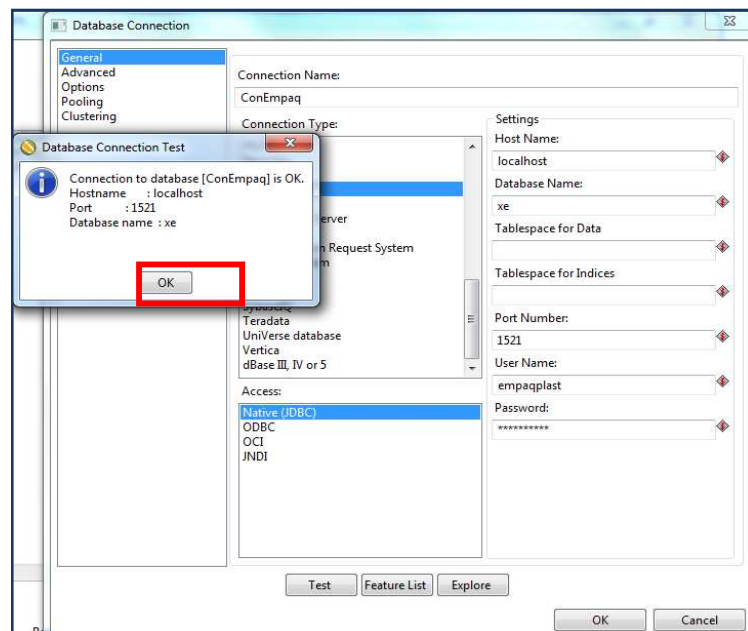 Database Connection
General
Advanced
Options
Pooling
Clustering
Connection Name:
ConEmpaq
Connection Type:
erver
n Request System
m
SybaseIQ
Teradata
UniVerse database
Vertica
dBase III, IV or 5
Access:
Native (JDBC)
ODBC
OCI
JNDI
Settings
Host Name:
localhost
Database Name:
xe
Tablespace for Data
Tablespace for Indices
Port Number:
1521
User Name:
empaqplast
Password:
**********
Database Connection Test
Connection to database [ConEmpaq] is OK.
Hostname : localhost
Port : 1521
Database name : xe
OK
Test
Feature List
Explore
OK
Cancel